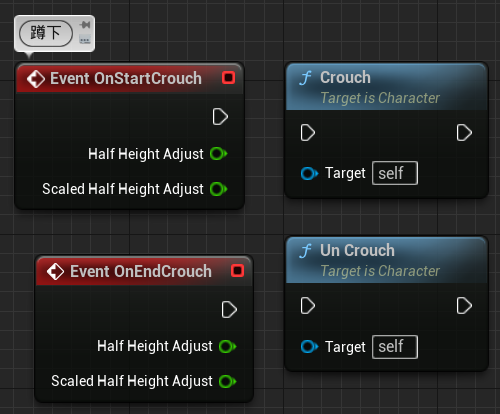 蹲下
Event OnStartCrouch
Half Height Adjust
Scaled Half Height Adjust
Crouch
Target is Character
Target self
Event OnEndCrouch
Half Height Adjust
Scaled Half Height Adjust
Un Crouch
Target is Character
Target self